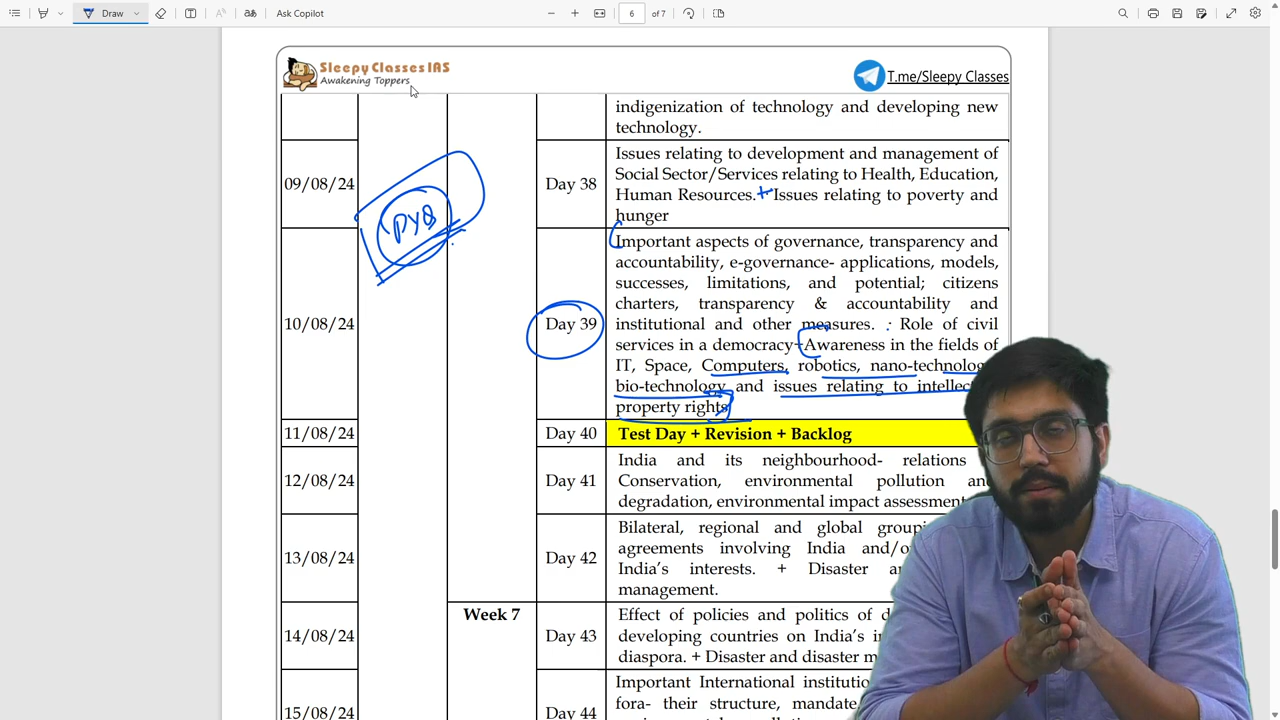 Draw
Ask Copilot
6 of 7
Sleepy Classes IAS
Awakening Toppers
T.me/Sleepy Classes
indigenization of technology and developing new
technology.
09/08/24
Day 38
Issues relating to development and management of
Social Sector/Services relating to Health, Education,
Human Resources.+ Issues relating to poverty and
hunger
PYQ
10/08/24
Day 39
Important aspects of governance, transparency and
accountability, e-governance- applications, models,
successes, limitations, and potential; citizens
charters, transparency & accountability and
institutional and other measures. : Role of civil
services in a democracy+Awareness in the fields of
IT, Space, Computers, robotics, nano-technology
bio-technology and issues relating to
property rights
11/08/24
Day 40
Test Day + Revision + Backlog
12/08/24
Day 41
India and its neighbourhood- relations
Conservation, environmental pollution and
degradation, environmental impact assessment
13/08/24
Day 42
Bilateral, regional and global
agreements involving India
India's interests. + Disaster
management.
Week 7
14/08/24
Day 43
Effect of policies and politics of
developing countries on India's
diaspora. + Disaster and disaster
15/08/24
Day 44
Important International
fora- their structure, mandate